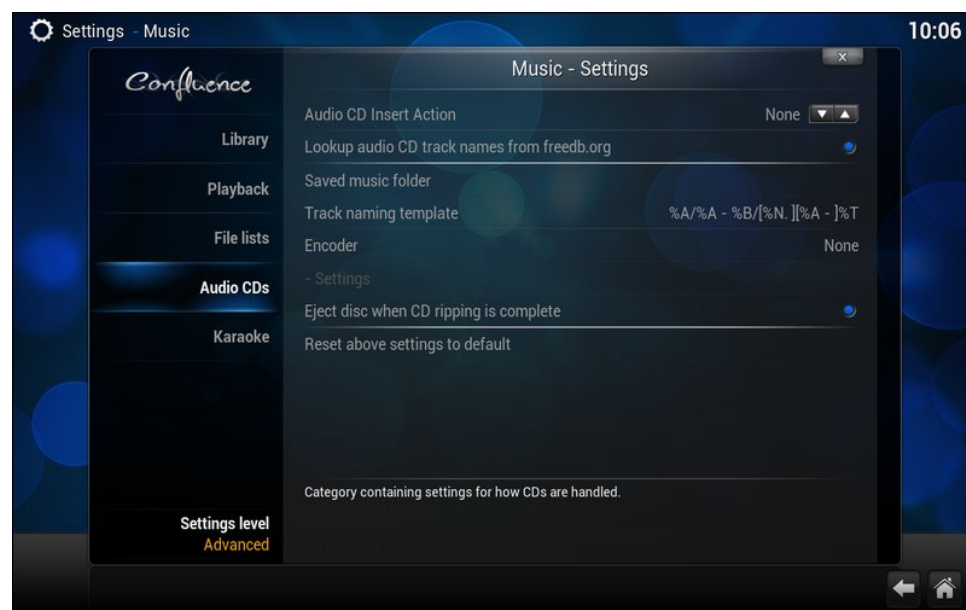 Settings - Music
10:06
Confluence
Music - Settings
x
Library
Playback
File lists
Audio CDs
Karaoke
Audio CD Insert Action None
Lookup audio CD track names from freedb.org
Saved music folder
Track naming template %A/%A - %B/[%N. ][%A - ]%T
Encoder None
- Settings
Eject disc when CD ripping is complete
Reset above settings to default
Category containing settings for how CDs are handled.
Settings level
Advanced